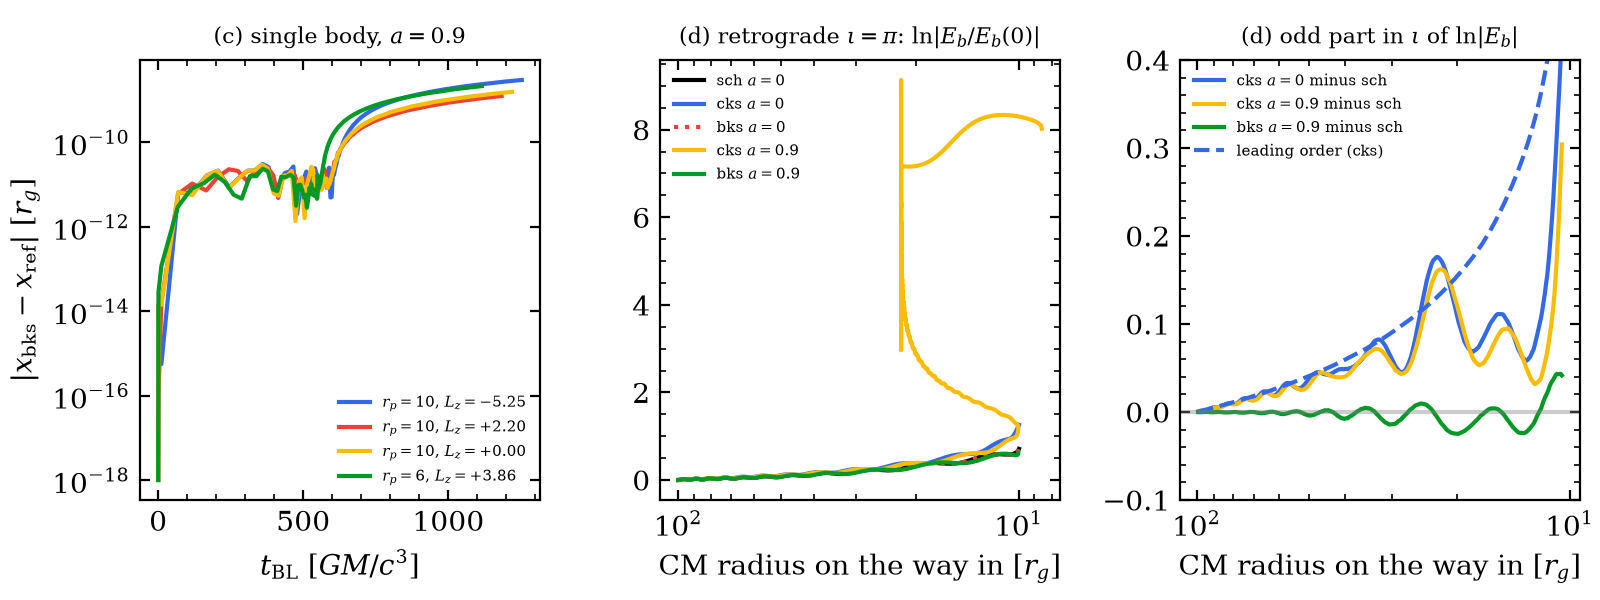 (c) single body, a = 0.9
|x_bks − x_ref| [r_g]
10^−10
10^−12
10^−14
10^−16
10^−18
r_p = 10, L_z = −5.25
r_p = 10, L_z = +2.20
r_p = 10, L_z = +0.00
r_p = 6, L_z = +3.86
0
500
1000
t_BL [GM/c^3]
(d) retrograde ι = π: ln|E_b/E_b(0)|
sch a = 0
cks a = 0
bks a = 0
cks a = 0.9
bks a = 0.9
8
6
4
2
0
10^2
10^1
CM radius on the way in [r_g]
(d) odd part in ι of ln|E_b|
cks a = 0 minus sch
cks a = 0.9 minus sch
bks a = 0.9 minus sch
leading order (cks)
0.4
0.3
0.2
0.1
0.0
−0.1
10^2
10^1
CM radius on the way in [r_g]